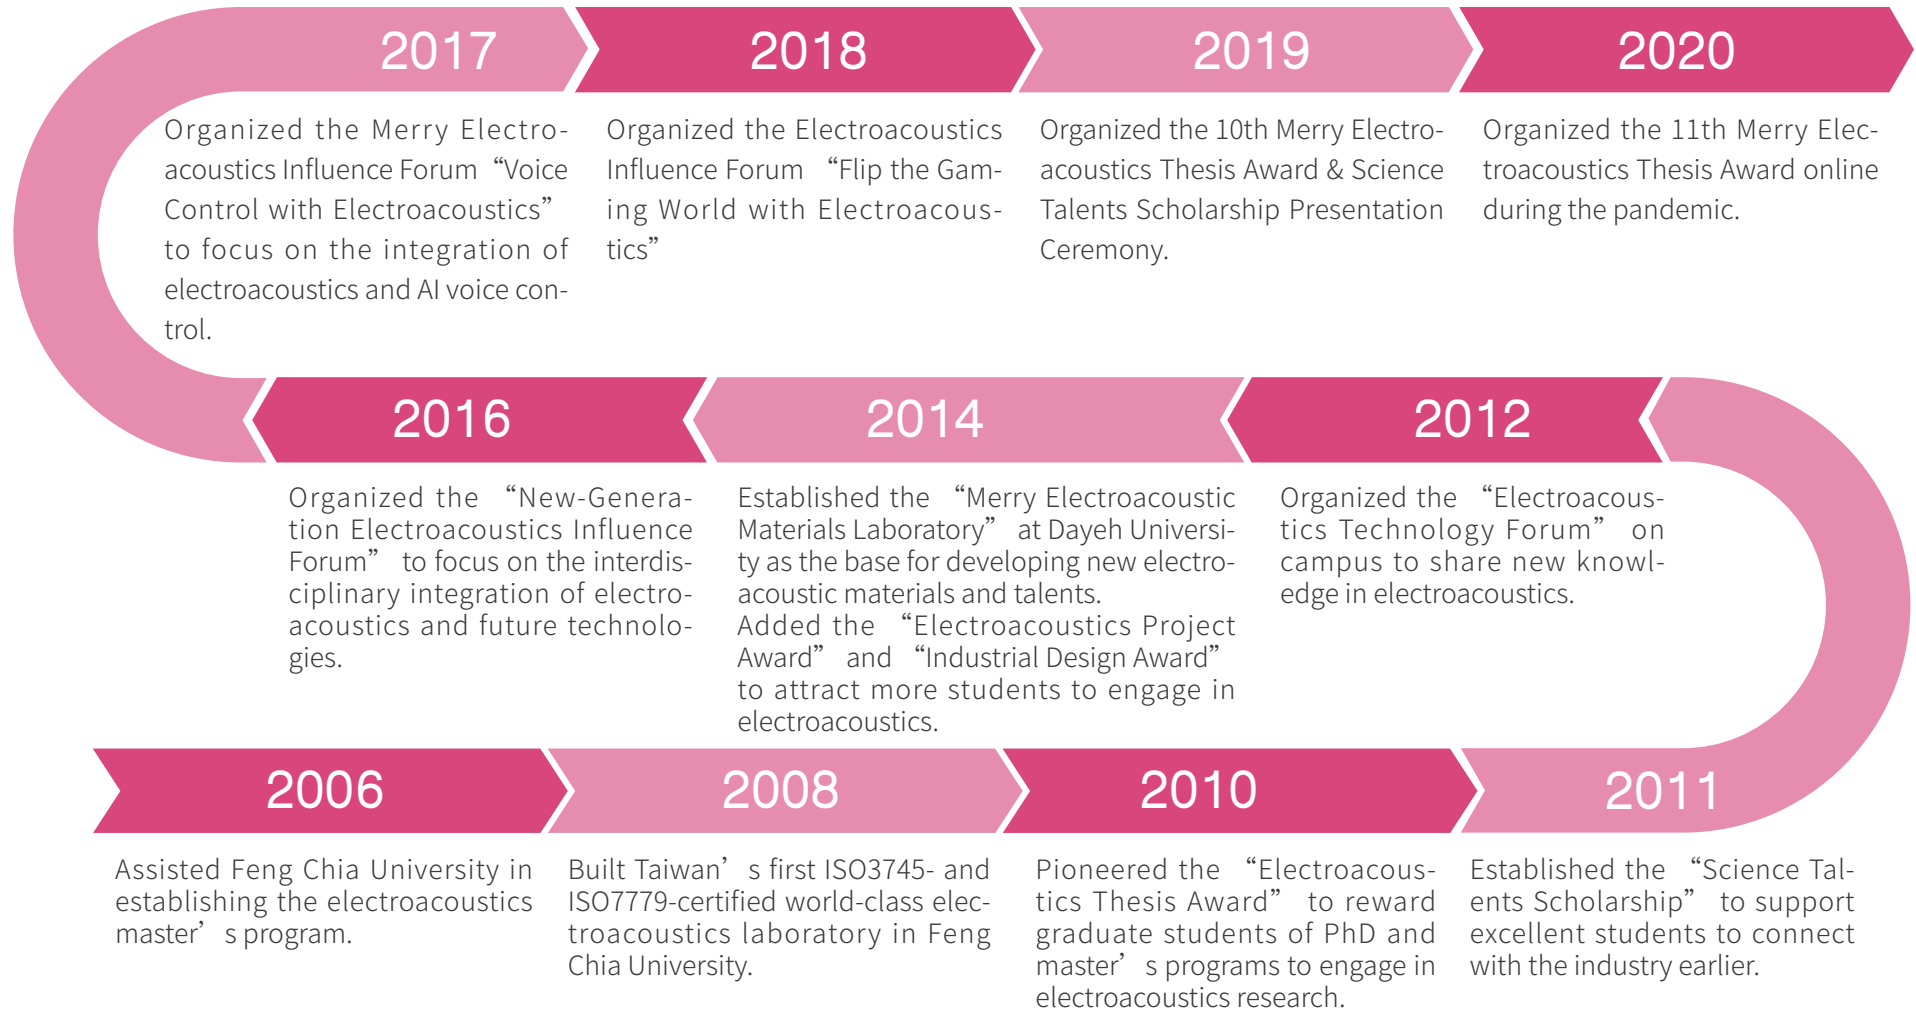 2017
Organized the Merry Electro-
acoustics Influence Forum “Voice
Control with Electroacoustics”
to focus on the integration of
electroacoustics and AI voice con-
trol.
2018
Organized the Electroacoustics
Influence Forum “Flip the Gam-
ing World with Electroacous-
tics”
2019
Organized the 10th Merry Electro-
acoustics Thesis Award & Science
Talents Scholarship Presentation
Ceremony.
2020
Organized the 11th Merry Elec-
troacoustics Thesis Award online
during the pandemic.
2016
Organized the “New-Genera-
tion Electroacoustics Influence
Forum” to focus on the interdis-
ciplinary integration of electro-
acoustics and future technolo-
gies.
2014
Established the “Merry Electroacoustic
Materials Laboratory” at Dayeh Universi-
ty as the base for developing new electro-
acoustic materials and talents.
Added the “Electroacoustics Project
Award” and “Industrial Design Award”
to attract more students to engage in
electroacoustics.
2012
Organized the “Electroacous-
tics Technology Forum” on
campus to share new knowl-
edge in electroacoustics.
2006
Assisted Feng Chia University in
establishing the electroacoustics
master’s program.
2008
Built Taiwan’s first ISO3745- and
ISO7779-certified world-class elec-
troacoustics laboratory in Feng
Chia University.
2010
Pioneered the “Electroacous-
tics Thesis Award” to reward
graduate students of PhD and
master’s programs to engage in
electroacoustics research.
2011
Established the “Science Tal-
ents Scholarship” to support
excellent students to connect
with the industry earlier.